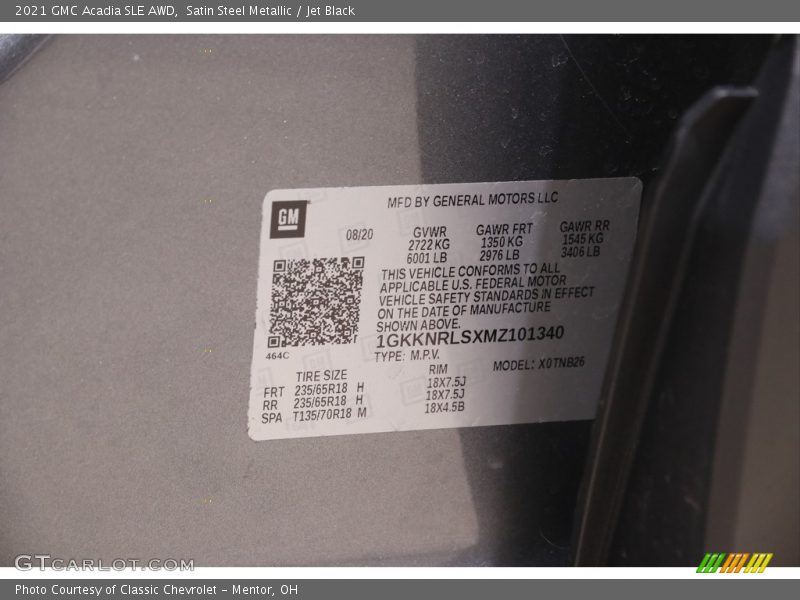 2021 GMC Acadia SLE AWD, Satin Steel Metallic / Jet Black
GM
MFD BY GENERAL MOTORS LLC
08/20
GVWR GAWR FRT GAWR RR
2722 KG 1350 KG 1545 KG
6001 LB 2976 LB 3406 LB
THIS VEHICLE CONFORMS TO ALL
APPLICABLE U.S. FEDERAL MOTOR
VEHICLE SAFETY STANDARDS IN EFFECT
ON THE DATE OF MANUFACTURE
SHOWN ABOVE.
464C
1GKKNRLSXMZ101340
TYPE: M.P.V. MODEL: X0TNB26
TIRE SIZE RIM
FRT 235/65R18 H 18X7.5J
RR 235/65R18 H 18X7.5J
SPA T135/70R18 M 18X4.5B
GTCARLOT.COM
Photo Courtesy of Classic Chevrolet - Mentor, OH